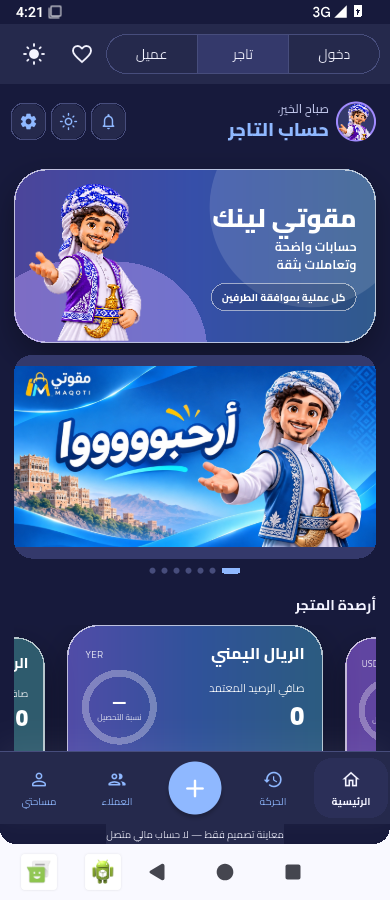 4:21
3G
دخول
تاجر
عميل
صباح الخير،
حساب التاجر
مقوتي لينك
حسابات واضحة
وتعاملات بثقة
كل عملية بموافقة الطرفين
مقوتي
MAQOTI
أرحبووووا
أرصدة المتجر
الريال اليمني
YER
صافي الرصيد المعتمد
0
—
نسبة التحصيل
USD
الر
صافـ
0
الرئيسية
الحركة
+
العملاء
مساحتي
معاينة تصميم فقط — لا حساب مالي متصل